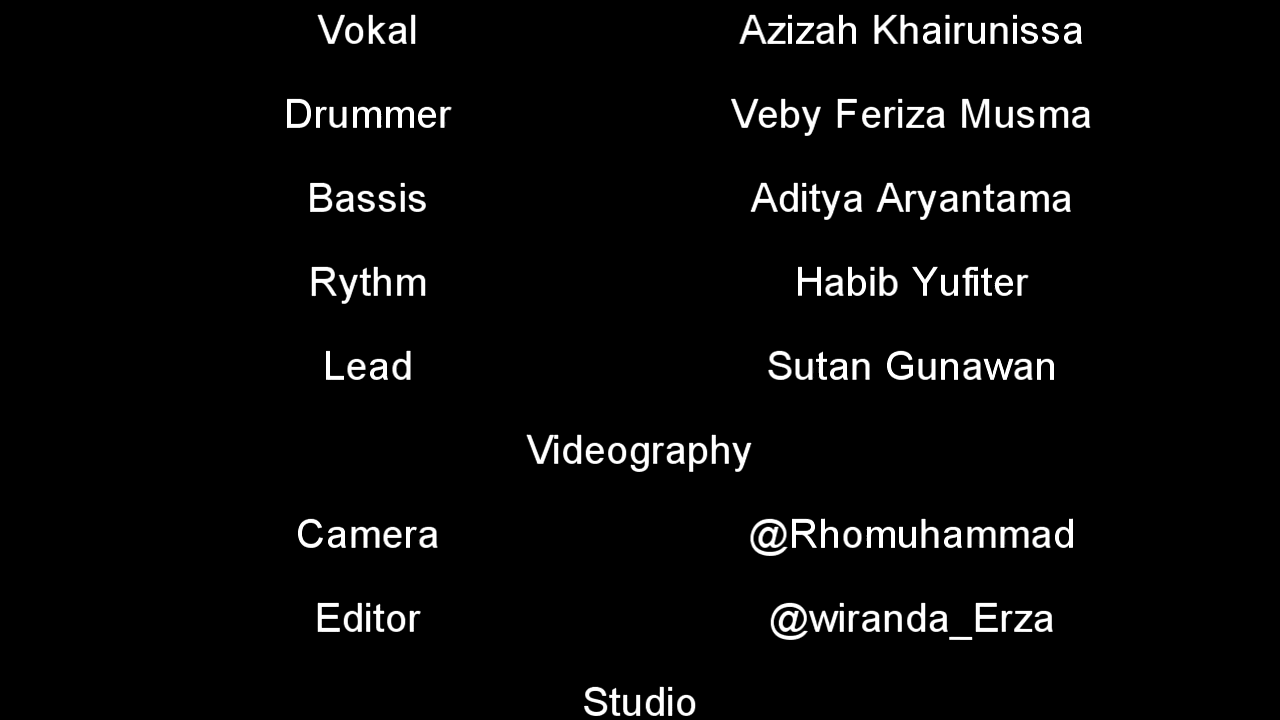 Vokal Azizah Khairunissa
Drummer Veby Feriza Musma
Bassis Aditya Aryantama
Rythm Habib Yufiter
Lead Sutan Gunawan
Videography
Camera @Rhomuhammad
Editor @wiranda_Erza
Studio